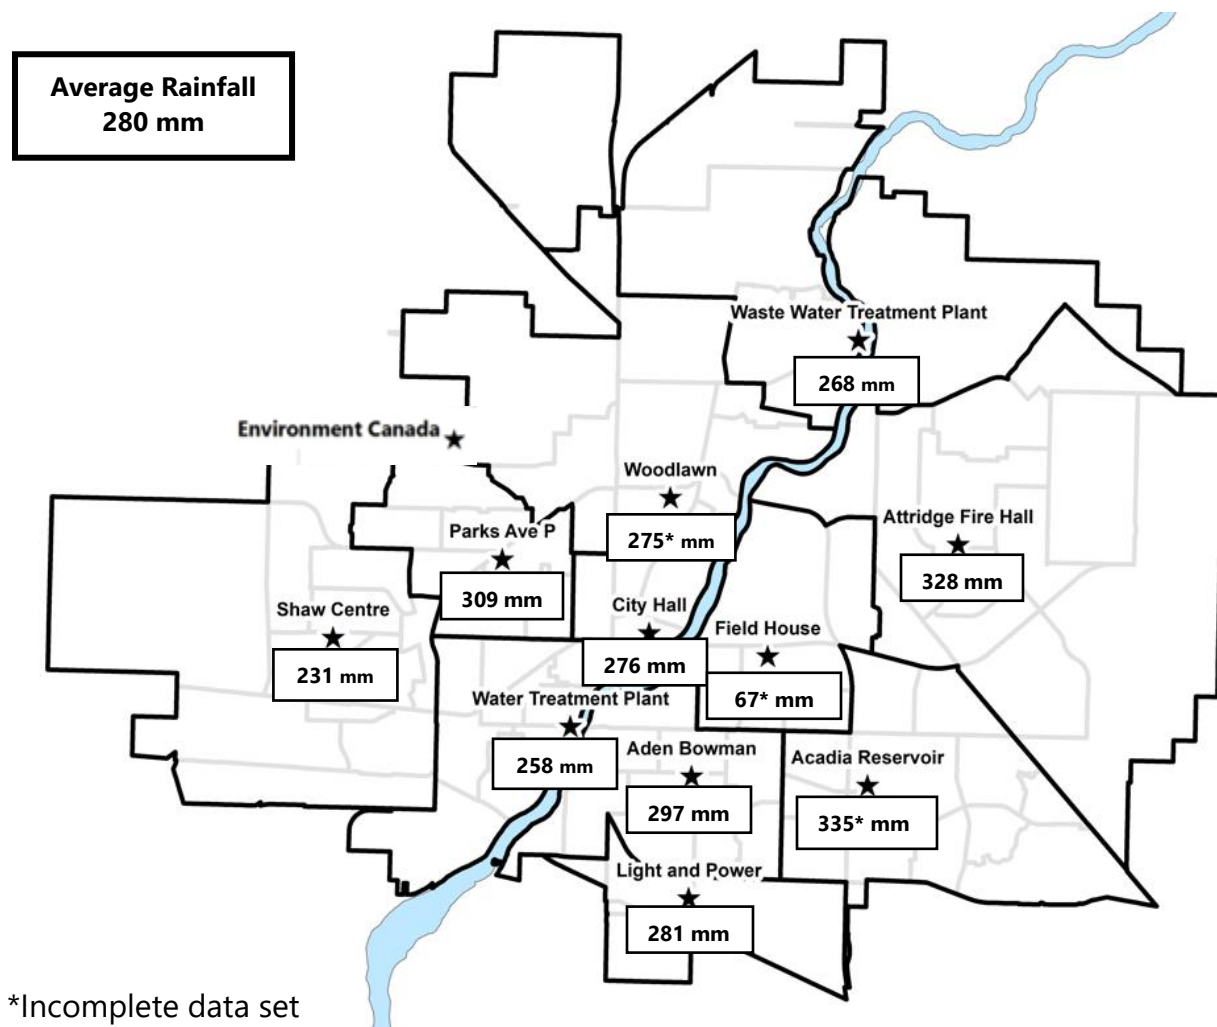 Average Rainfall
280 mm
Waste Water Treatment Plant
268 mm
Environment Canada
Woodlawn
275* mm
Attridge Fire Hall
328 mm
Parks Ave P
309 mm
Shaw Centre
231 mm
City Hall
276 mm
Field House
67* mm
Water Treatment Plant
258 mm
Aden Bowman
297 mm
Acadia Reservoir
335* mm
Light and Power
281 mm
*Incomplete data set